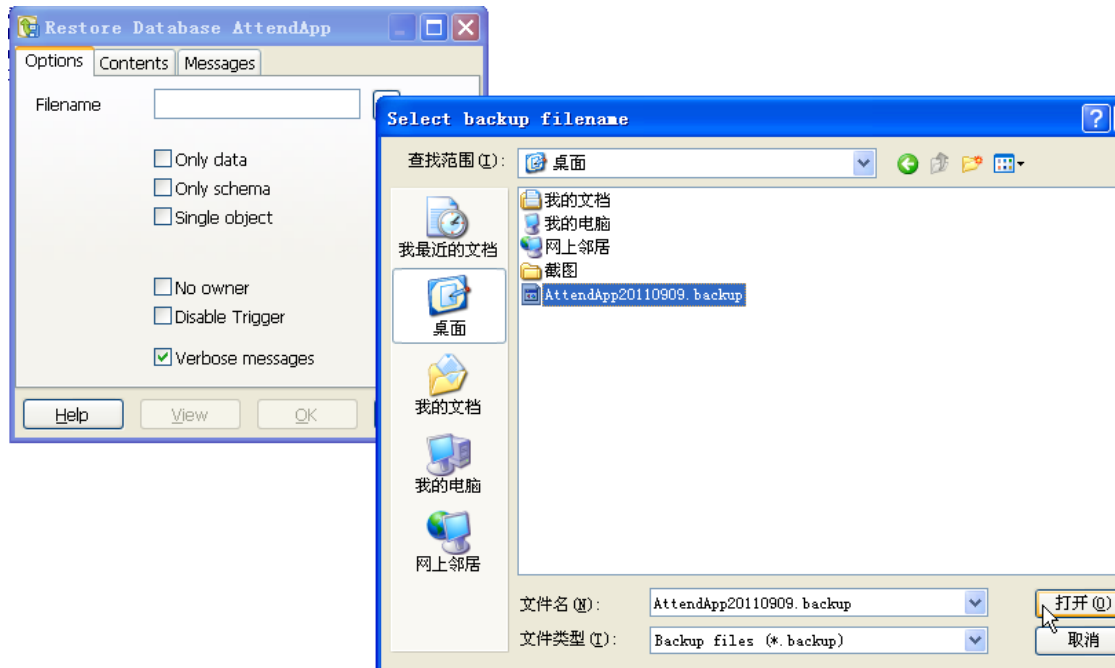 Restore Database AttendApp
Options Contents Messages
Filename
Only data
Only schema
Single object
No owner
Disable Trigger
Verbose messages
Help View OK
Select backup filename
查找范围(I): 桌面
我最近的文档
桌面
我的文档
我的电脑
网上邻居
我的文档
我的电脑
网上邻居
截图
AttendApp20110909.backup
文件名(N): AttendApp20110909.backup 打开(O)
文件类型(T): Backup files (*.backup) 取消